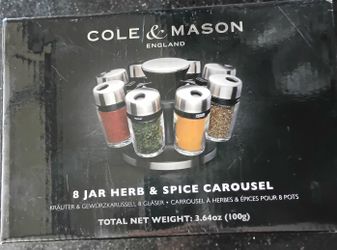 COLE & MASON
ENGLAND
8 JAR HERB & SPICE CAROUSEL
KRÄUTER & GEWÜRZKARUSSELL 8 GLÄSER • CARROUSEL À HERBES & ÉPICES POUR 8 POTS
TOTAL NET WEIGHT: 3.64oz (100g)